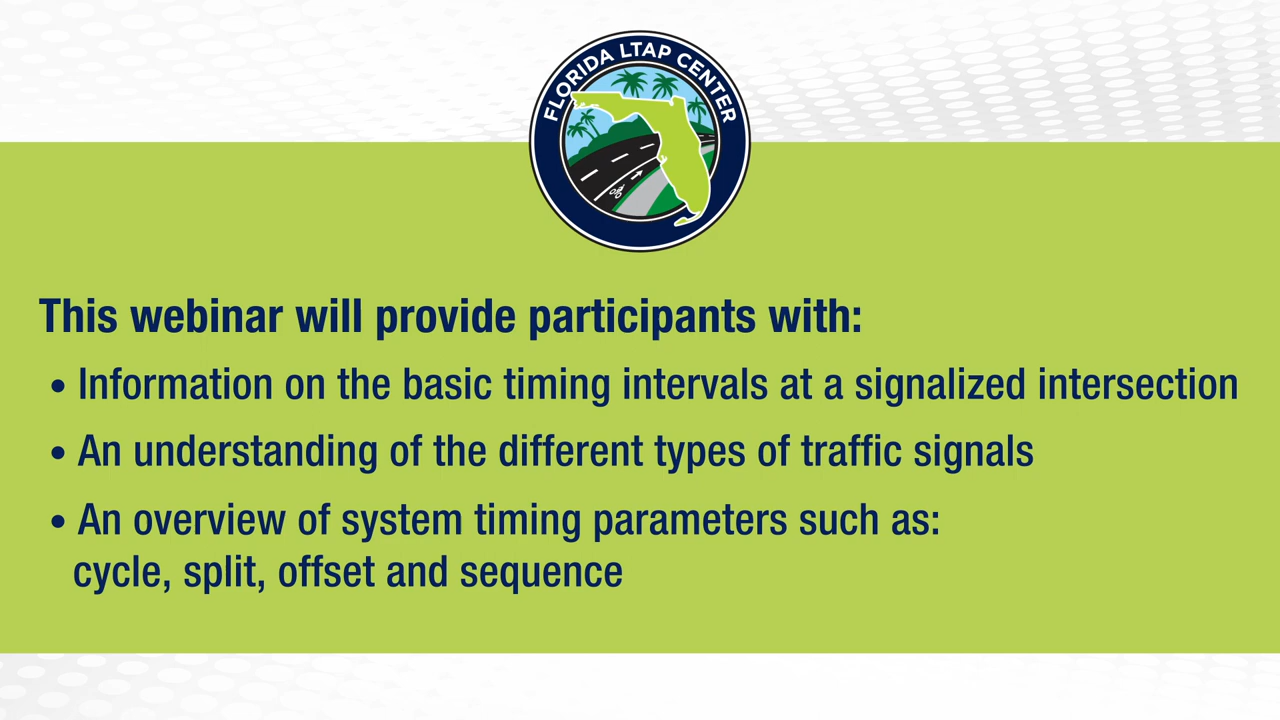 FLORIDA LTAP CENTER
This webinar will provide participants with:
• Information on the basic timing intervals at a signalized intersection
• An understanding of the different types of traffic signals
• An overview of system timing parameters such as:
cycle, split, offset and sequence